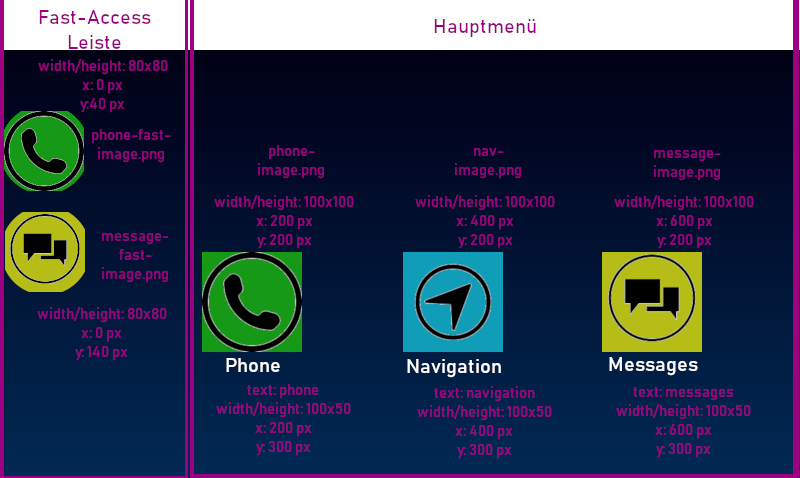 Fast-Access
Leiste
width/height: 80x80
x: 0 px
y:40 px
phone-fast-
image.png
message-
fast-
image.png
width/height: 80x80
x: 0 px
y: 140 px
Hauptmenü
phone-
image.png
width/height: 100x100
x: 200 px
y: 200 px
Phone
text: phone
width/height: 100x50
x: 200 px
y: 300 px
nav-
image.png
width/height: 100x100
x: 400 px
y: 200 px
Navigation
text: navigation
width/height: 100x50
x: 400 px
y: 300 px
message-
image.png
width/height: 100x100
x: 600 px
y: 200 px
Messages
text: messages
width/height: 100x50
x: 600 px
y: 300 px